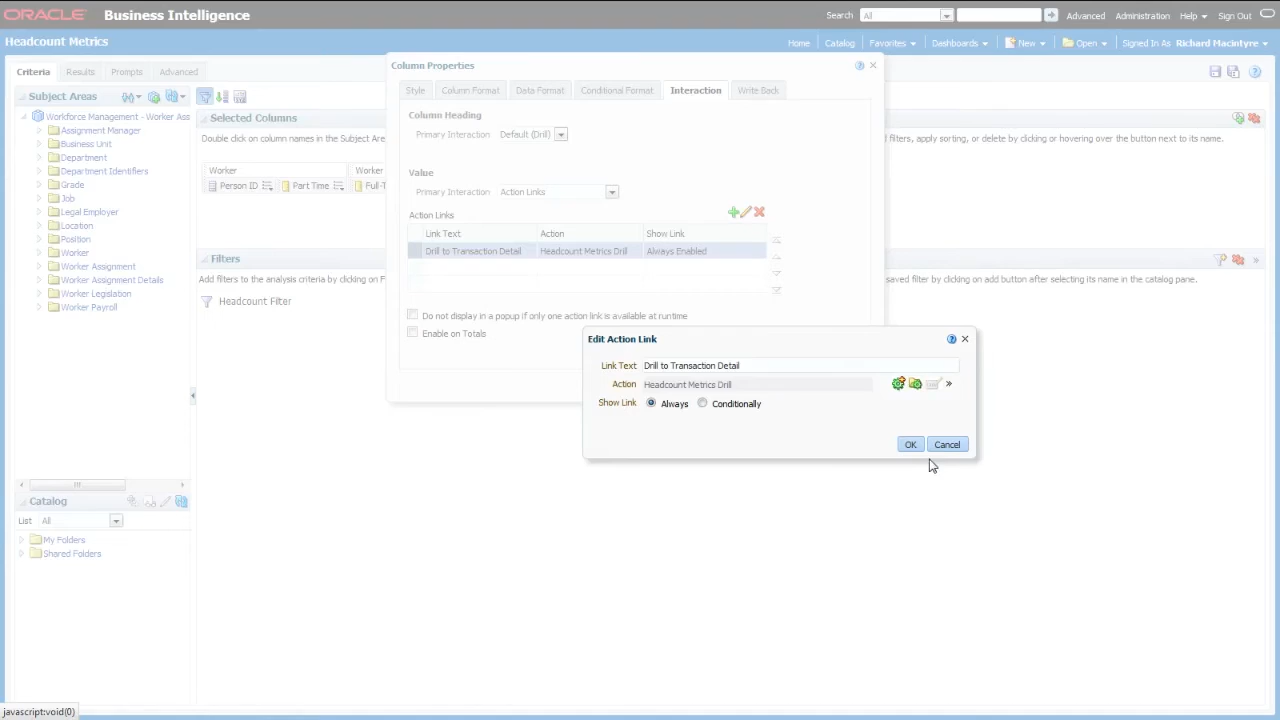 ORACLE Business Intelligence
Search All Advanced Administration Help Sign Out
Headcount Metrics
Home Catalog Favorites Dashboards New Open Signed In As Richard Macintyre
Criteria Results Prompts Advanced
Subject Areas
Workforce Management - Worker Ass
Assignment Manager
Business Unit
Department
Department Identifiers
Grade
Job
Legal Employer
Location
Position
Worker
Worker Assignment
Worker Assignment Details
Worker Legislation
Worker Payroll
Catalog
List All
My Folders
Shared Folders
Selected Columns
Double click on column names in the Subject Area
d filters, apply sorting, or delete by clicking or hovering over the button next to its name.
Worker Worker
Person ID Part Time Full-T
Filters
Add filters to the analysis criteria by clicking on F
saved filter by clicking on add button after selecting its name in the catalog pane.
Headcount Filter
Column Properties
Style Column Format Data Format Conditional Format Interaction Write Back
Column Heading
Primary Interaction Default (Drill)
Value
Primary Interaction Action Links
Action Links
Link Text Action Show Link
Drill to Transaction Detail Headcount Metrics Drill Always Enabled
Do not display in a popup if only one action link is available at runtime
Enable on Totals
Edit Action Link
Link Text Drill to Transaction Detail
Action Headcount Metrics Drill
»
Show Link Always Conditionally
OK Cancel
javascript:void(0)